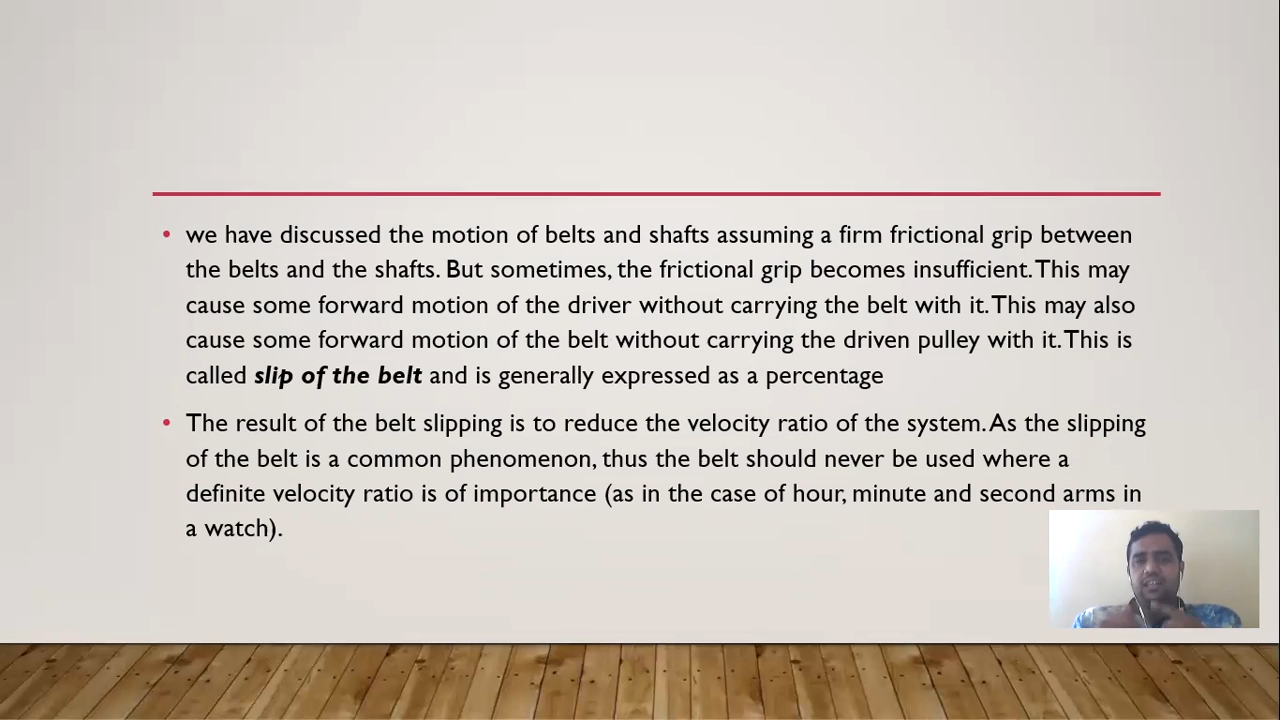 we have discussed the motion of belts and shafts assuming a firm frictional grip between
the belts and the shafts. But sometimes, the frictional grip becomes insufficient. This may
cause some forward motion of the driver without carrying the belt with it. This may also
cause some forward motion of the belt without carrying the driven pulley with it. This is
called slip of the belt and is generally expressed as a percentage
The result of the belt slipping is to reduce the velocity ratio of the system. As the slipping
of the belt is a common phenomenon, thus the belt should never be used where a
definite velocity ratio is of importance (as in the case of hour, minute and second arms in
a watch).